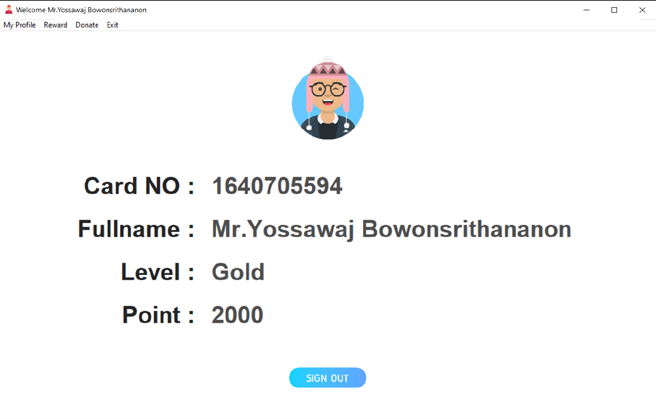 Welcome Mr.Yossawaj Bowonsrithananon
My Profile Reward Donate Exit
Card NO : 1640705594
Fullname : Mr.Yossawaj Bowonsrithananon
Level : Gold
Point : 2000
SIGN OUT